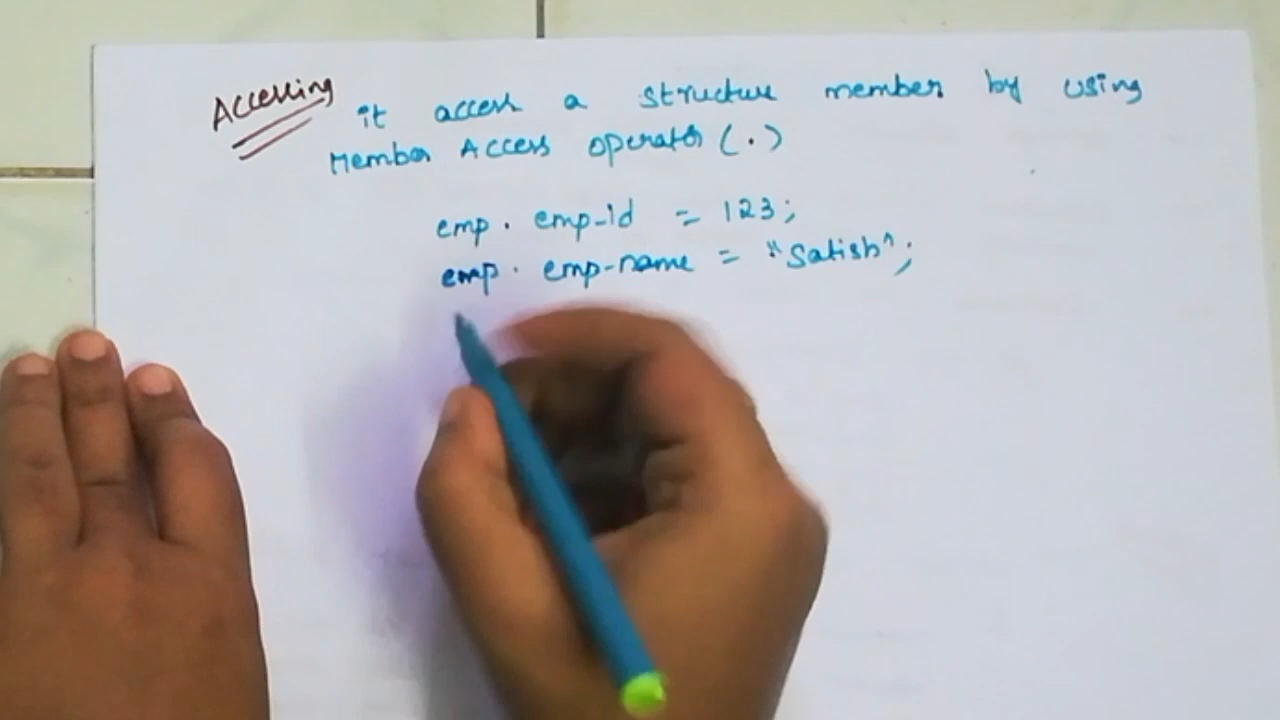 Accessing
it access a structure member by using
Member Access operator (.)
emp. emp-id = 123;
emp. emp-name = "Satish";